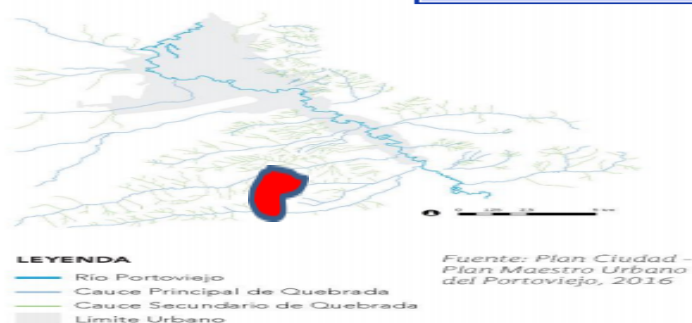 LEYENDA
Río Portoviejo
Cauce Principal de Quebrada
Cauce Secundario de Quebrada
Límite Urbano
Fuente: Plan Ciudad –
Plan Maestro Urbano
del Portoviejo, 2016